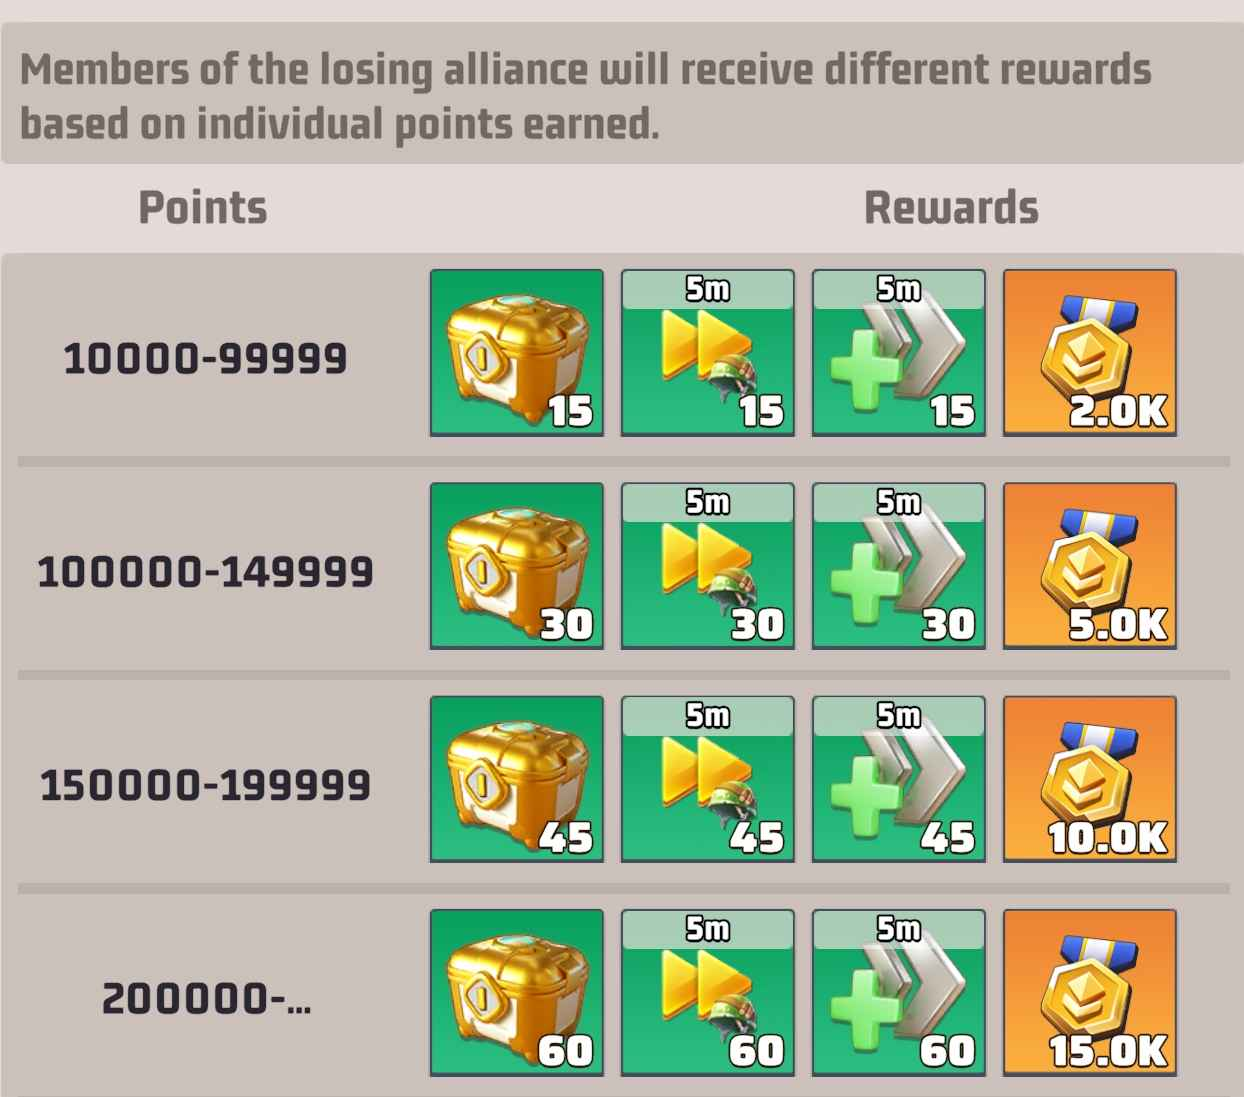 Members of the losing alliance will receive different rewards
based on individual points earned.
Points Rewards
5m 5m
10000-99999
15 15 15 2.0K
5m 5m
100000-149999
30 30 30 5.0K
5m 5m
150000-199999
45 45 45 10.0K
5m 5m
200000-...
60 60 60 15.0K